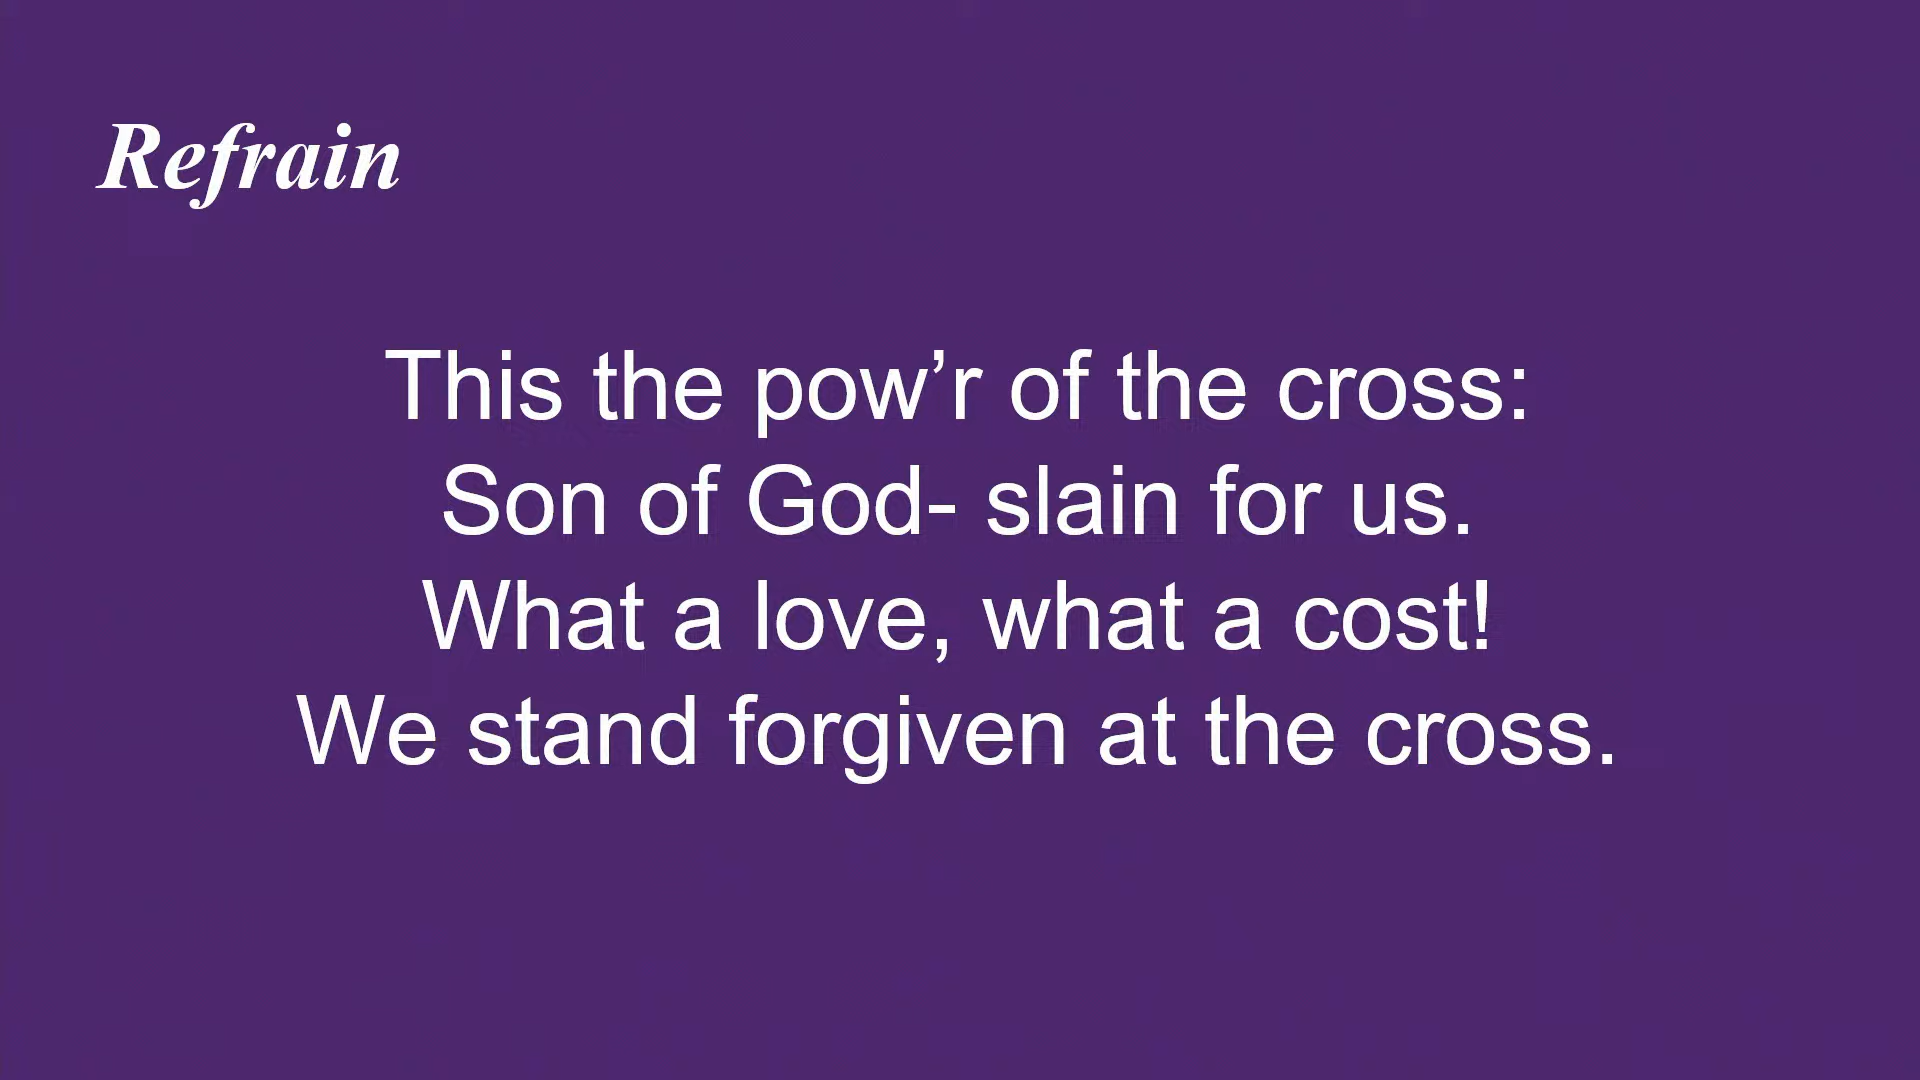 Refrain
This the pow’r of the cross:
Son of God- slain for us.
What a love, what a cost!
We stand forgiven at the cross.